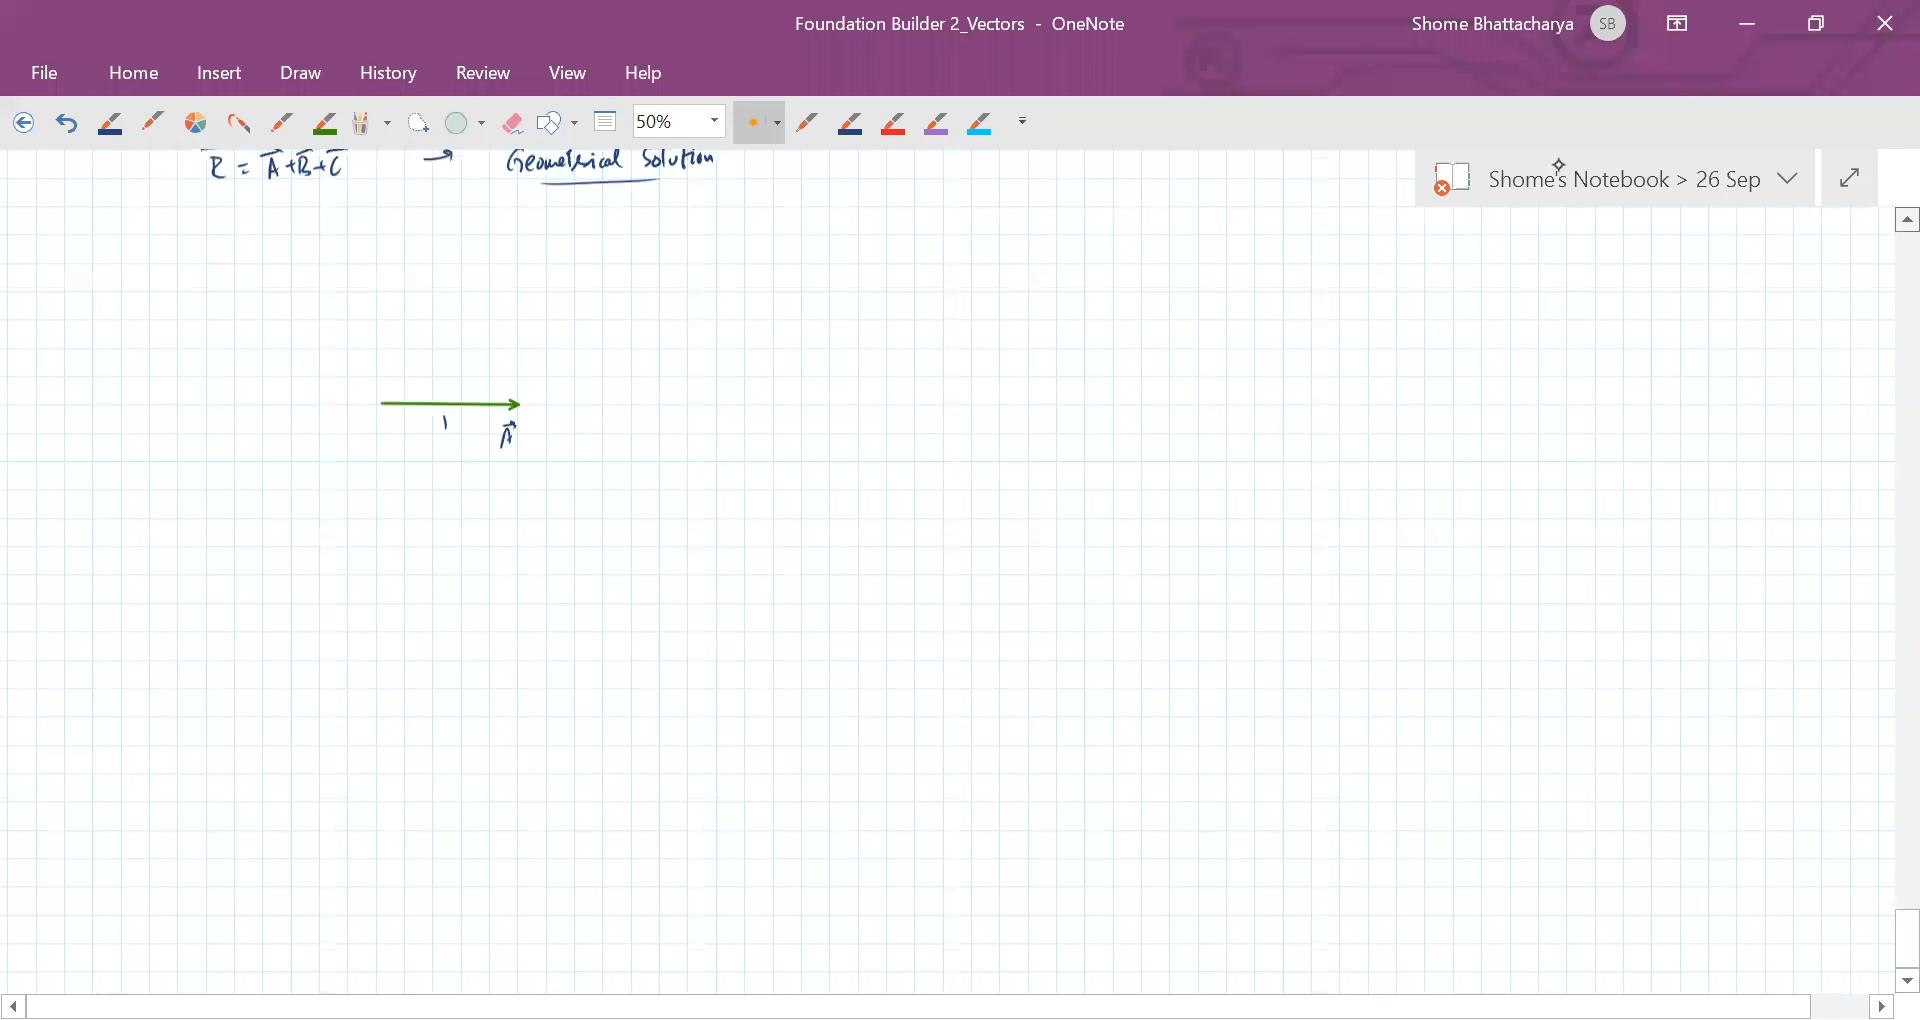 Foundation Builder 2_Vectors - OneNote
Shome Bhattacharya SB
File Home Insert Draw History Review View Help
50%
R⃗ = A⃗ + B⃗ + C⃗ → Geometrical Solution
Shome's Notebook > 26 Sep
1
A⃗